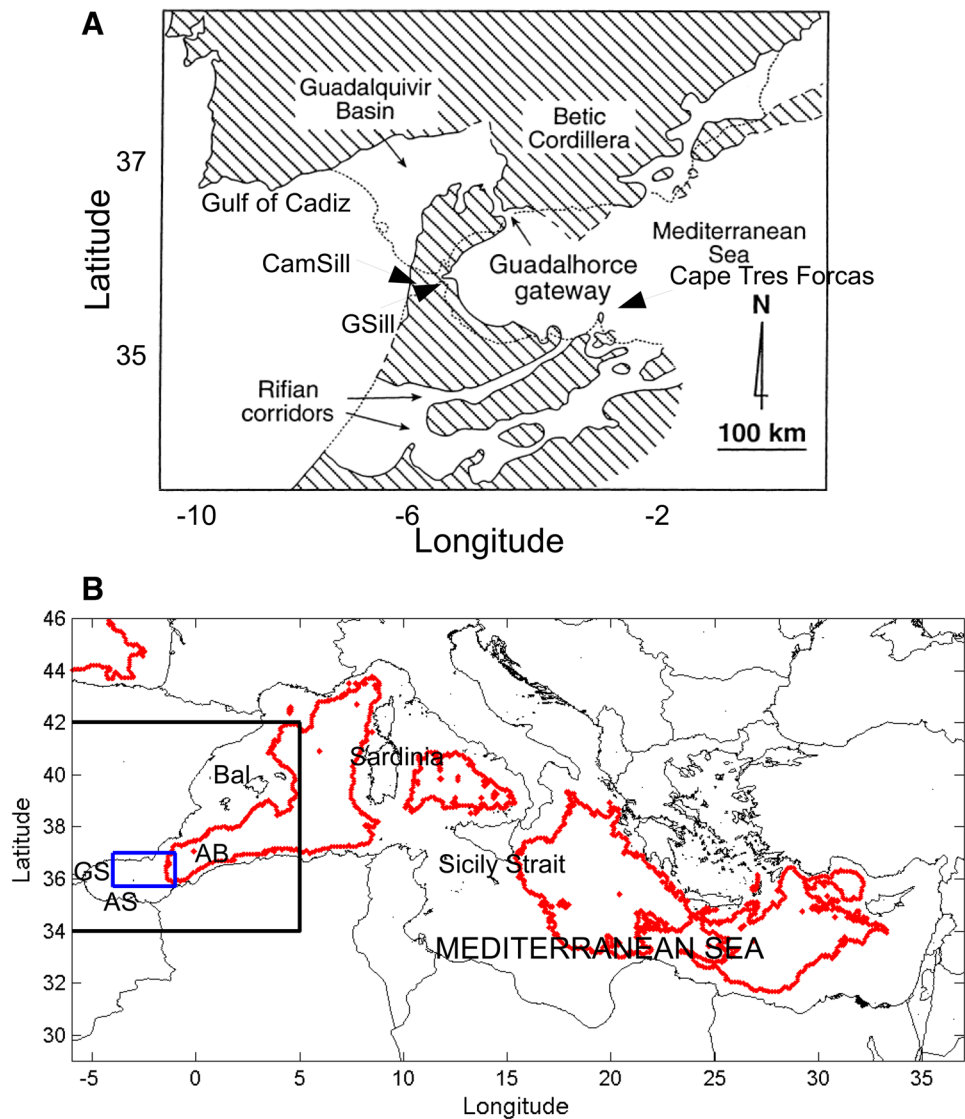 A
Guadalquivir
Basin
Betic
Cordillera
37
Gulf of Cadiz
Latitude
Mediterranean
Sea
CamSill
Guadalhorce
gateway
Cape Tres Forcas
GSill
N
35
Rifian
corridors
100 km
-10
-6
-2
Longitude
B
46
44
42
Sardinia
40
Bal
38
Latitude
AB
Sicily Strait
36
GS
AS
34
MEDITERRANEAN SEA
32
30
-5
0
5
10
15
20
25
30
35
Longitude